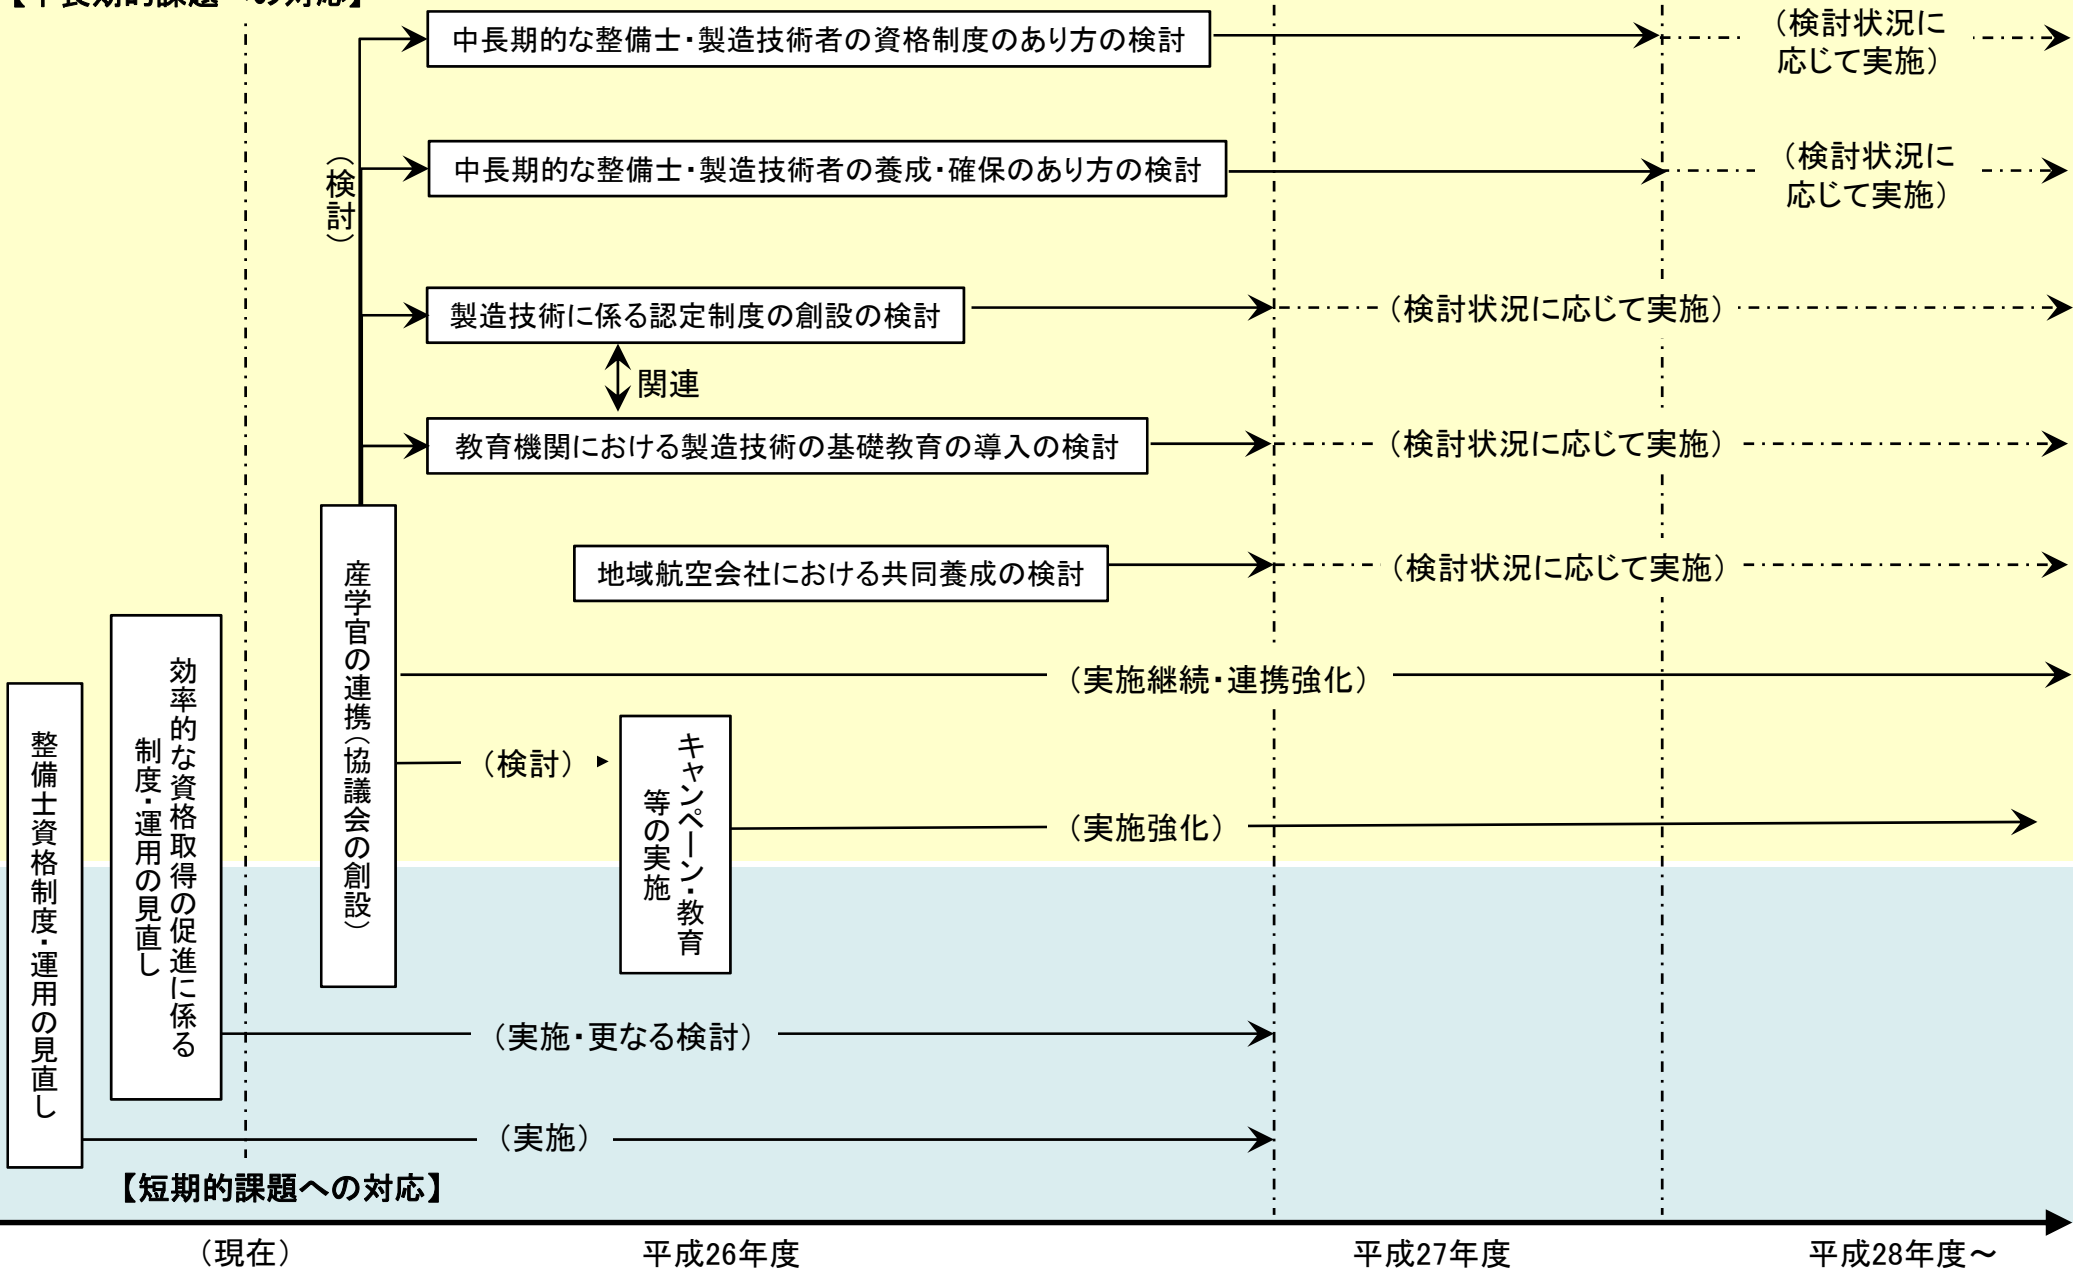 【中長期的課題への対応】
中長期的な整備士・製造技術者の資格制度のあり方の検討
（検討状況に
応じて実施）
（検討）
中長期的な整備士・製造技術者の養成・確保のあり方の検討
（検討状況に
応じて実施）
製造技術に係る認定制度の創設の検討
（検討状況に応じて実施）
関連
教育機関における製造技術の基礎教育の導入の検討
（検討状況に応じて実施）
地域航空会社における共同養成の検討
（検討状況に応じて実施）
産学官の連携（協議会の創設）
（実施継続・連携強化）
（検討）
キャンペーン・教育
等の実施
（実施強化）
効率的な資格取得の促進に係る
制度・運用の見直し
（実施・更なる検討）
整備士資格制度・運用の見直し
（実施）
【短期的課題への対応】
（現在）
平成26年度
平成27年度
平成28年度～